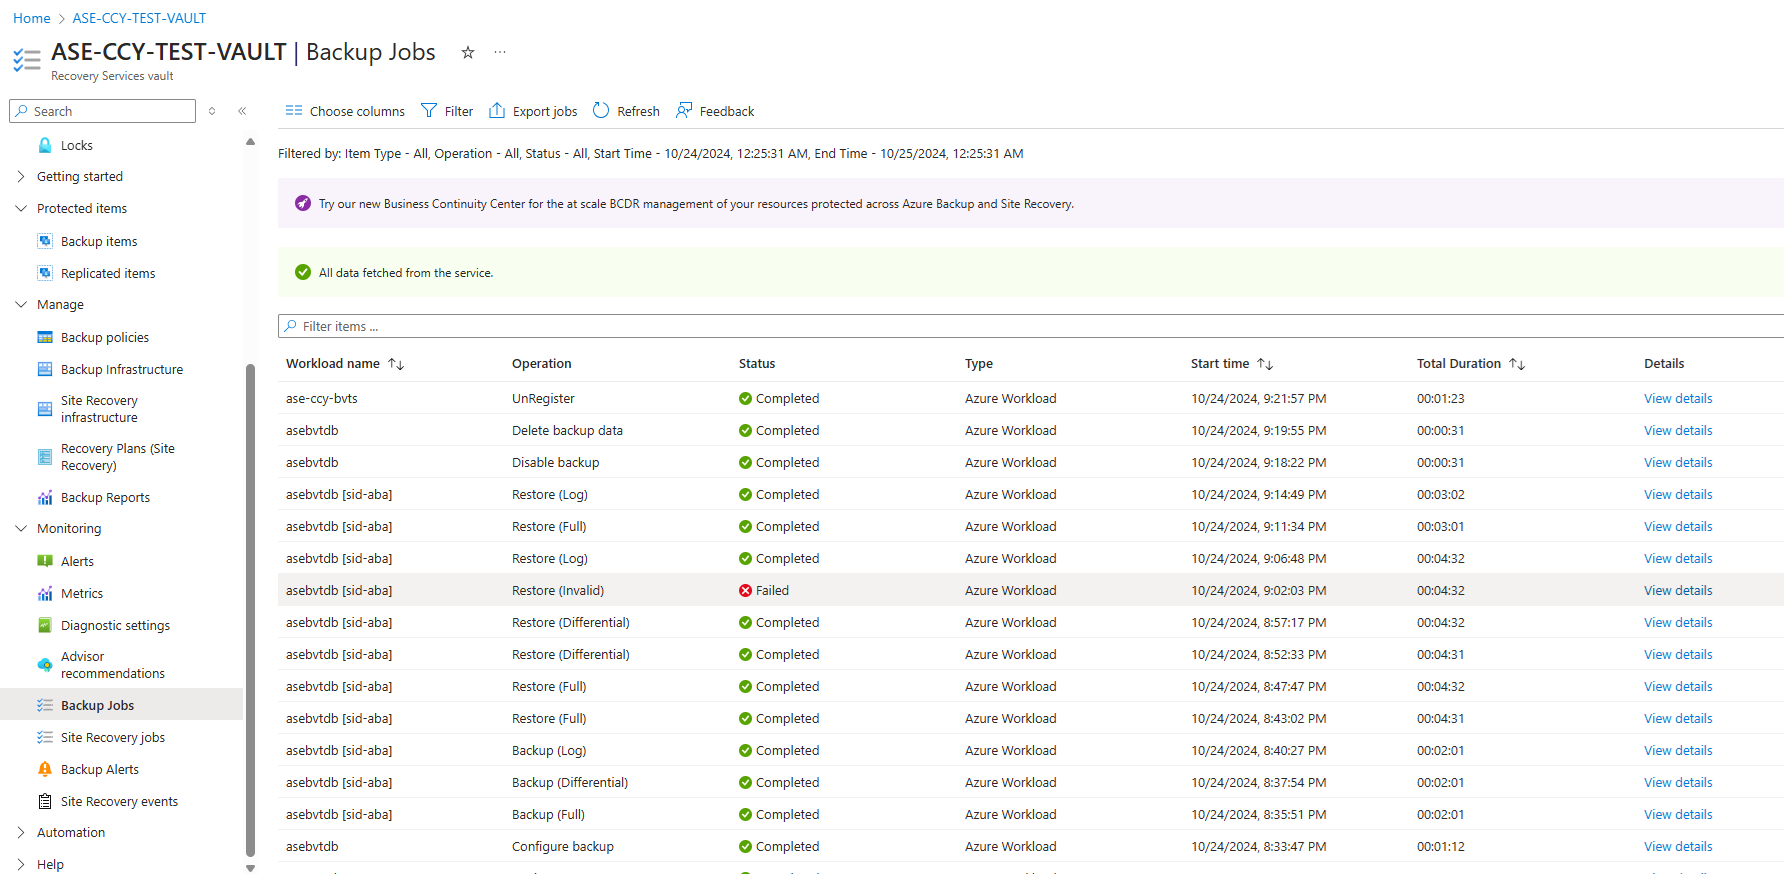 Home > ASE-CCY-TEST-VAULT
ASE-CCY-TEST-VAULT | Backup Jobs ☆ ...
Recovery Services vault
Search
Locks
Getting started
Protected items
Backup items
Replicated items
Manage
Backup policies
Backup Infrastructure
Site Recovery
infrastructure
Recovery Plans (Site
Recovery)
Backup Reports
Monitoring
Alerts
Metrics
Diagnostic settings
Advisor
recommendations
Backup Jobs
Site Recovery jobs
Backup Alerts
Site Recovery events
Automation
Help
Choose columns Filter Export jobs Refresh Feedback
Filtered by: Item Type - All, Operation - All, Status - All, Start Time - 10/24/2024, 12:25:31 AM, End Time - 10/25/2024, 12:25:31 AM
Try our new Business Continuity Center for the at scale BCDR management of your resources protected across Azure Backup and Site Recovery.
All data fetched from the service.
Filter items ...
Workload name Operation Status Type Start time Total Duration Details
ase-ccy-bvts UnRegister Completed Azure Workload 10/24/2024, 9:21:57 PM 00:01:23 View details
asebvtdb Delete backup data Completed Azure Workload 10/24/2024, 9:19:55 PM 00:00:31 View details
asebvtdb Disable backup Completed Azure Workload 10/24/2024, 9:18:22 PM 00:00:31 View details
asebvtdb [sid-aba] Restore (Log) Completed Azure Workload 10/24/2024, 9:14:49 PM 00:03:02 View details
asebvtdb [sid-aba] Restore (Full) Completed Azure Workload 10/24/2024, 9:11:34 PM 00:03:01 View details
asebvtdb [sid-aba] Restore (Log) Completed Azure Workload 10/24/2024, 9:06:48 PM 00:04:32 View details
asebvtdb [sid-aba] Restore (Invalid) Failed Azure Workload 10/24/2024, 9:02:03 PM 00:04:32 View details
asebvtdb [sid-aba] Restore (Differential) Completed Azure Workload 10/24/2024, 8:57:17 PM 00:04:32 View details
asebvtdb [sid-aba] Restore (Differential) Completed Azure Workload 10/24/2024, 8:52:33 PM 00:04:31 View details
asebvtdb [sid-aba] Restore (Full) Completed Azure Workload 10/24/2024, 8:47:47 PM 00:04:32 View details
asebvtdb [sid-aba] Restore (Full) Completed Azure Workload 10/24/2024, 8:43:02 PM 00:04:31 View details
asebvtdb [sid-aba] Backup (Log) Completed Azure Workload 10/24/2024, 8:40:27 PM 00:02:01 View details
asebvtdb [sid-aba] Backup (Differential) Completed Azure Workload 10/24/2024, 8:37:54 PM 00:02:01 View details
asebvtdb [sid-aba] Backup (Full) Completed Azure Workload 10/24/2024, 8:35:51 PM 00:02:01 View details
asebvtdb Configure backup Completed Azure Workload 10/24/2024, 8:33:47 PM 00:01:12 View details